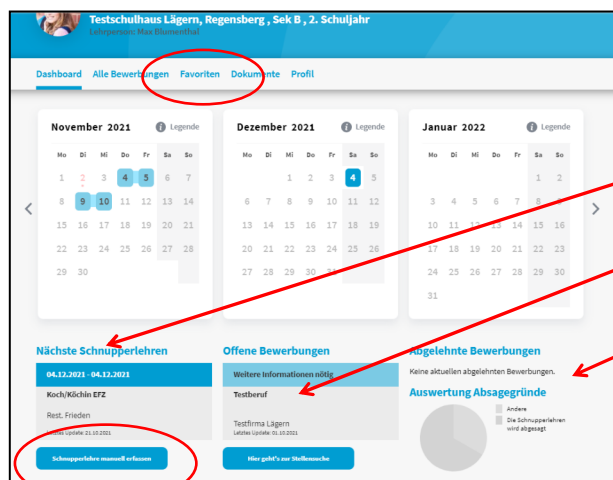 Testschulhaus Lägern, Regensberg , Sek B , 2. Schuljahr
Lehrperson: Max Blumenthal
Dashboard Alle Bewerbungen Favoriten Dokumente Profil
November 2021 Legende
Mo Di Mi Do Fr Sa So
1 2 3 4 5 6 7
8 9 10 11 12 13 14
15 16 17 18 19 20 21
22 23 24 25 26 27 28
29 30
Dezember 2021 Legende
Mo Di Mi Do Fr Sa So
1 2 3 4 5
6 7 8 9 10 11 12
13 14 15 16 17 18 19
20 21 22 23 24 25 26
27 28 29 30 31
Januar 2022 Legende
Mo Di Mi Do Fr Sa So
1 2
3 4 5 6 7 8 9
10 11 12 13 14 15 16
17 18 19 20 21 22 23
24 25 26 27 28 29 30
31
Nächste Schnupperlehren
04.12.2021 - 04.12.2021
Koch/Köchin EFZ
Rest. Frieden
Letztes Update: 21.10.2021
Schnupperlehre manuell erfassen
Offene Bewerbungen
Weitere Informationen nötig
Testberuf
Testfirma Lägern
Letztes Update: 01.10.2021
Hier geht's zur Stellensuche
Abgelehnte Bewerbungen
Keine aktuellen abgelehnten Bewerbungen.
Auswertung Absagegründe
Andere
Die Schnupperlehren
wird abgesagt